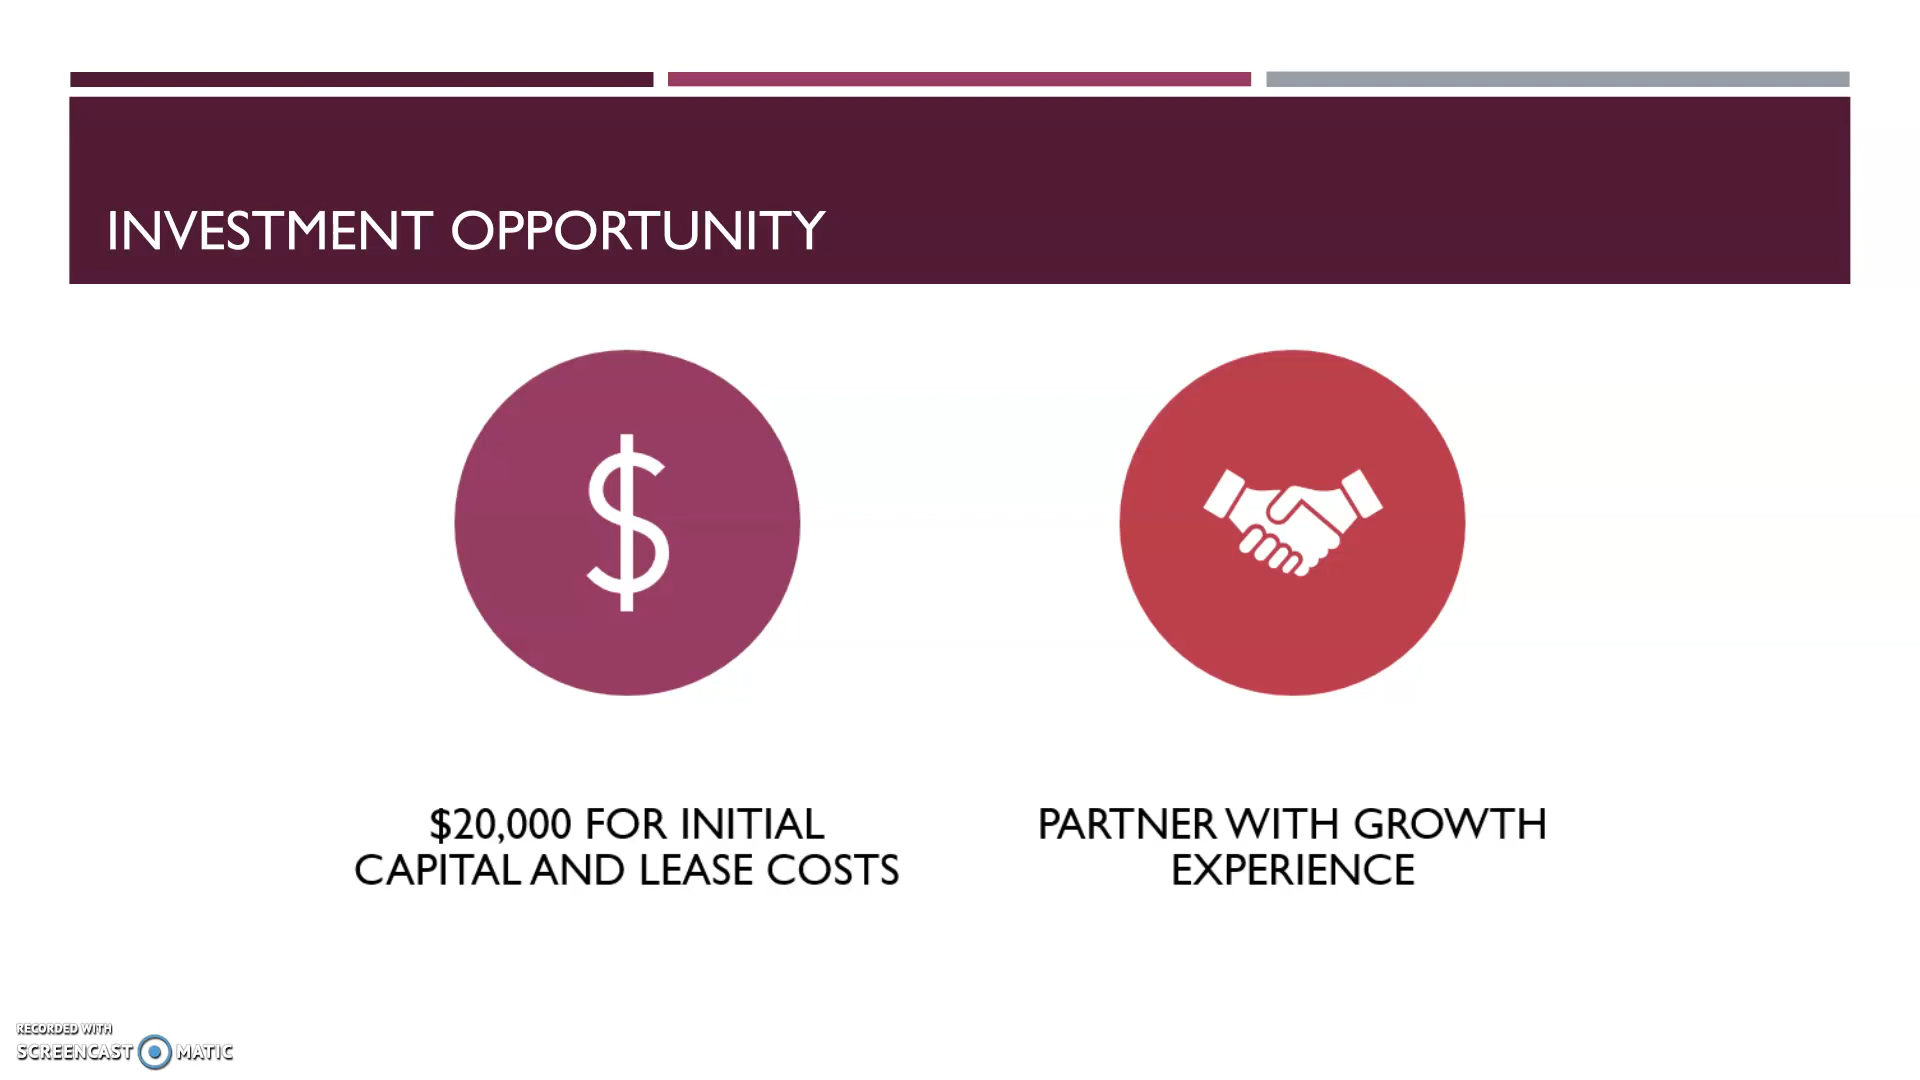 INVESTMENT OPPORTUNITY
$
$20,000 FOR INITIAL
CAPITAL AND LEASE COSTS
PARTNER WITH GROWTH
EXPERIENCE
RECORDED WITH
SCREENCAST MATIC